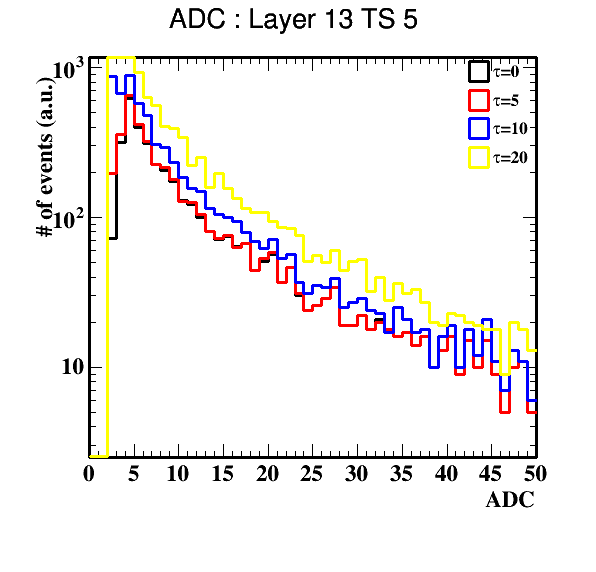 ADC : Layer 13 TS 5
# of events (a.u.)
10³
10²
10
τ=0
τ=5
τ=10
τ=20
0 5 10 15 20 25 30 35 40 45 50
ADC